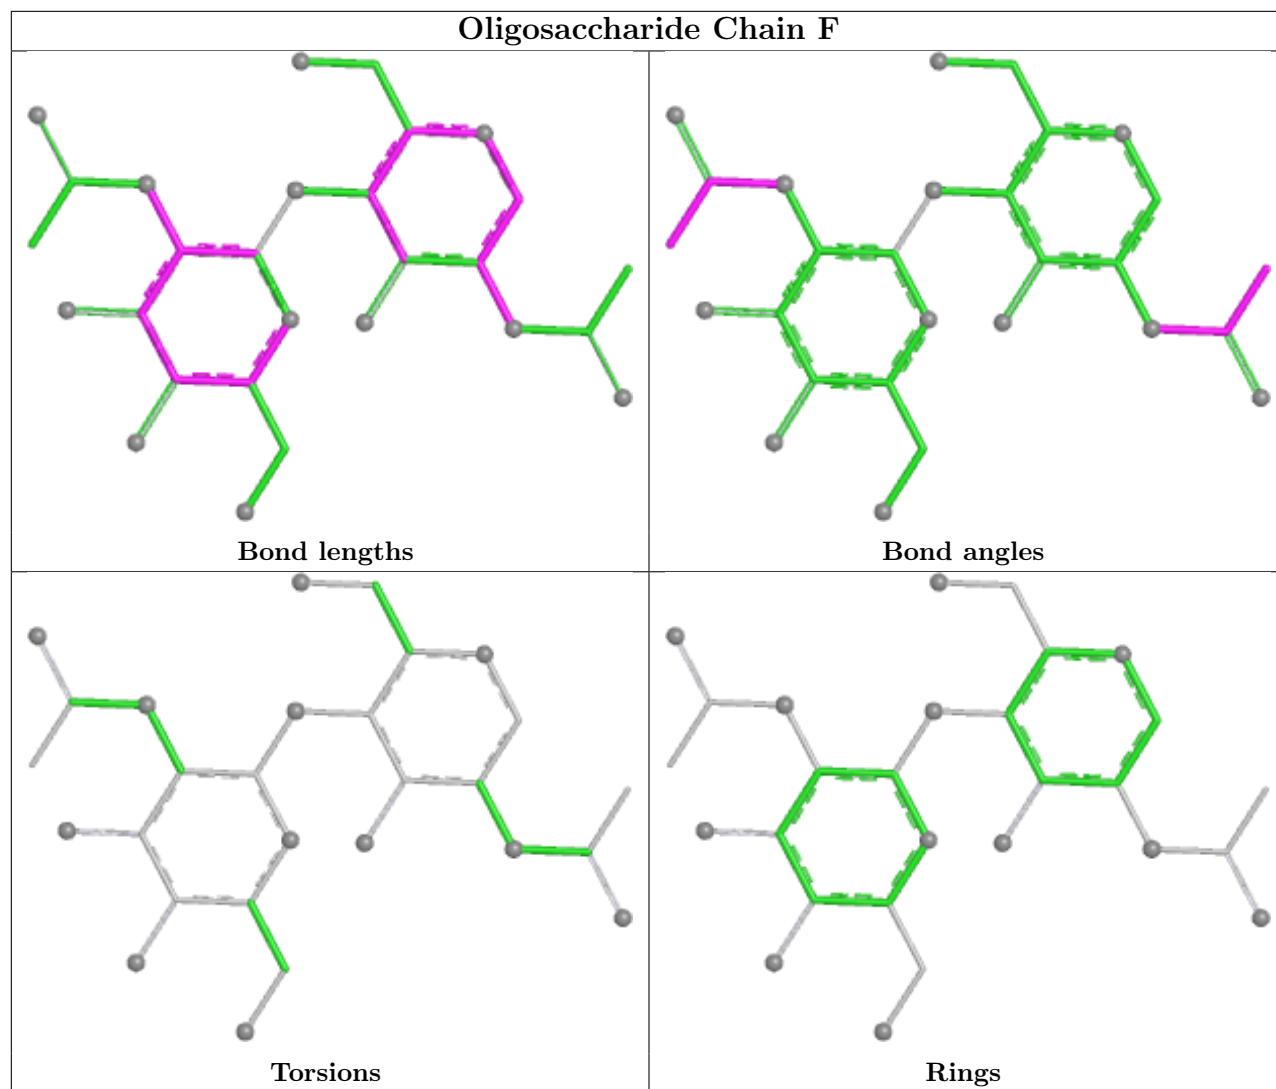 Oligosaccharide Chain F
Bond lengths
Bond angles
Torsions
Rings